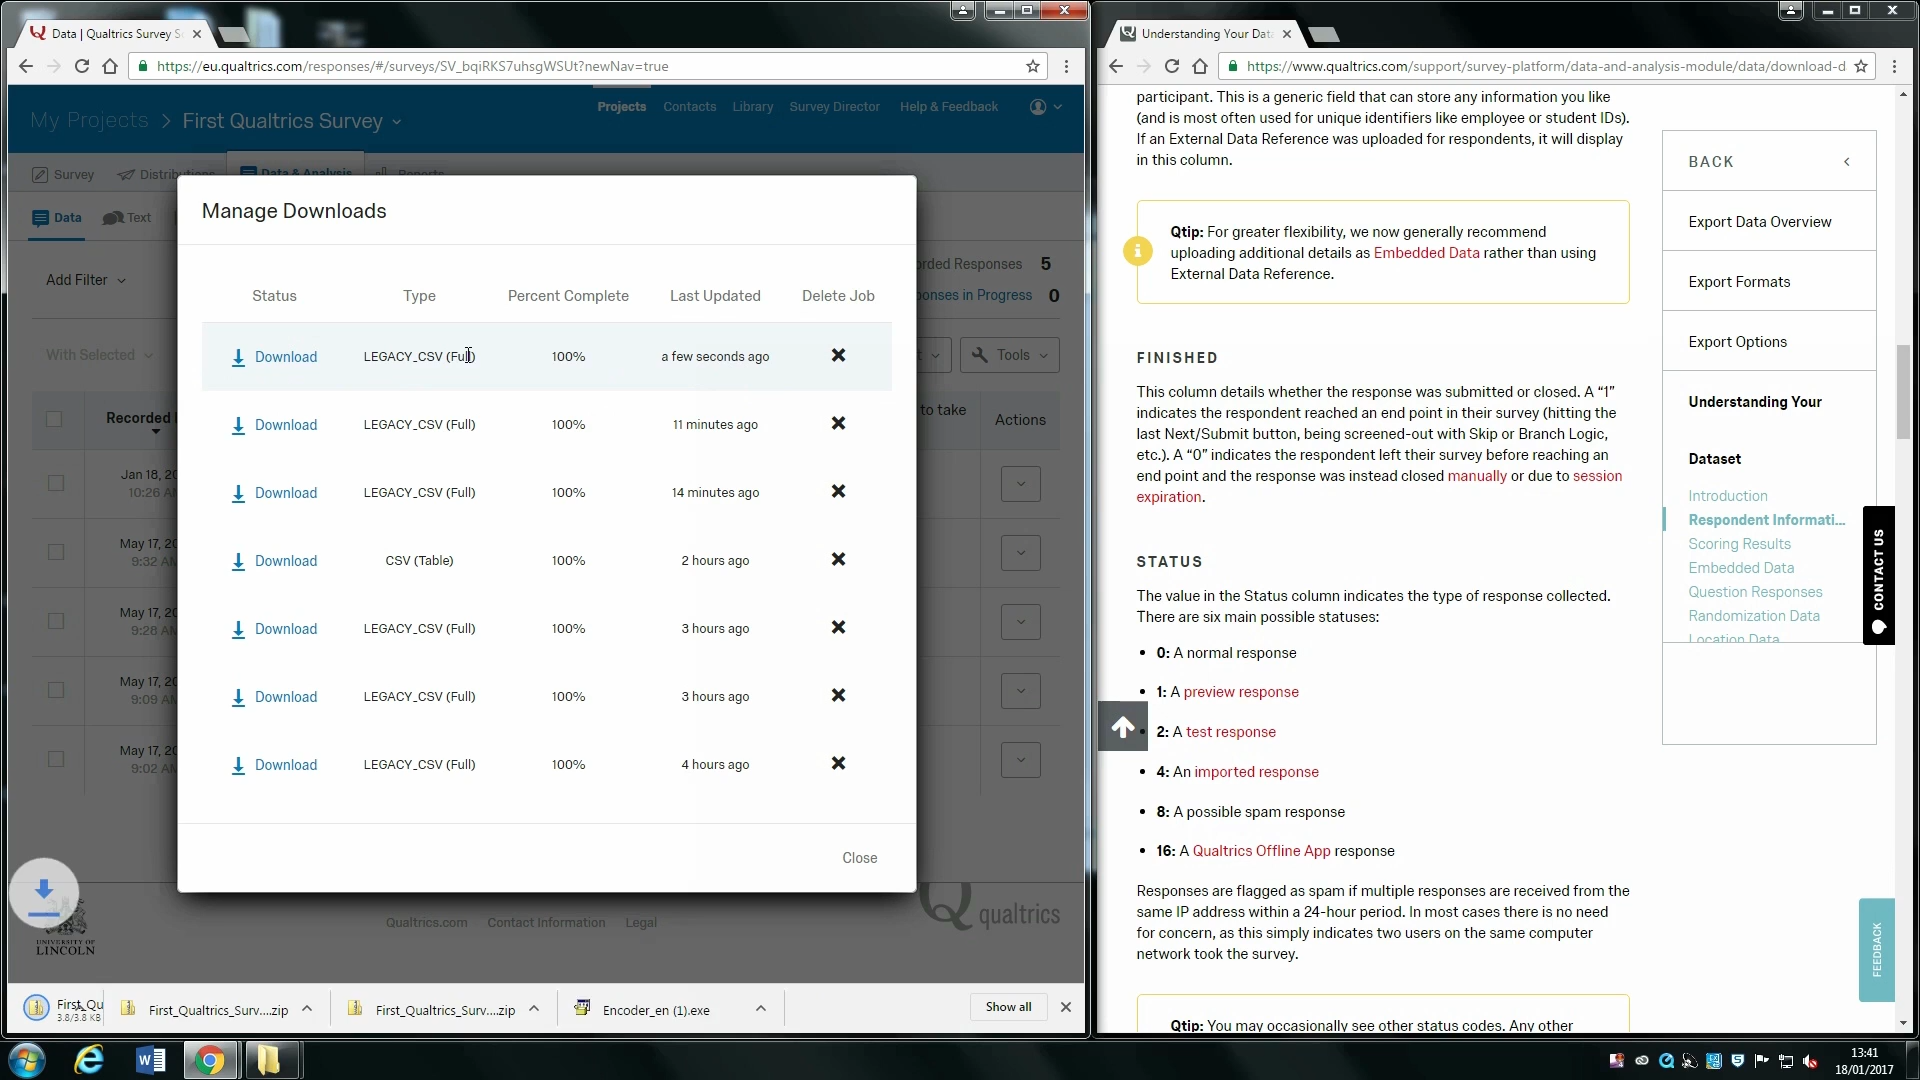 Data | Qualtrics Survey S
https://eu.qualtrics.com/responses/#/surveys/SV_bqiRKS7uhsgWSUt?newNav=true
My Projects > First Qualtrics Survey
Projects Contacts Library Survey Director Help & Feedback
Survey Distributions Data & Analysis Reports
Data Text
Add Filter
orded Responses 5
ponses in Progress 0
With Selected
Tools
Recorded
to take
Actions
Jan 18, 20
10:26 AM
May 17, 20
9:32 AM
May 17, 20
9:28 AM
May 17, 20
9:09 AM
May 17, 20
9:02 AM
Manage Downloads
Status Type Percent Complete Last Updated Delete Job
Download LEGACY_CSV (Full) 100% a few seconds ago
Download LEGACY_CSV (Full) 100% 11 minutes ago
Download LEGACY_CSV (Full) 100% 14 minutes ago
Download CSV (Table) 100% 2 hours ago
Download LEGACY_CSV (Full) 100% 3 hours ago
Download LEGACY_CSV (Full) 100% 3 hours ago
Download LEGACY_CSV (Full) 100% 4 hours ago
Close
UNIVERSITY OF
LINCOLN
Qualtrics.com Contact Information Legal
qualtrics
First_Qu
3.8/3.8 KB
First_Qualtrics_Surv....zip
First_Qualtrics_Surv....zip
Encoder_en (1).exe
Show all
Understanding Your Dat
https://www.qualtrics.com/support/survey-platform/data-and-analysis-module/data/download-d
participant. This is a generic field that can store any information you like
(and is most often used for unique identifiers like employee or student IDs).
If an External Data Reference was uploaded for respondents, it will display
in this column.
Qtip: For greater flexibility, we now generally recommend
uploading additional details as Embedded Data rather than using
External Data Reference.
FINISHED
This column details whether the response was submitted or closed. A “1”
indicates the respondent reached an end point in their survey (hitting the
last Next/Submit button, being screened-out with Skip or Branch Logic,
etc.). A “0” indicates the respondent left their survey before reaching an
end point and the response was instead closed manually or due to session
expiration.
STATUS
The value in the Status column indicates the type of response collected.
There are six main possible statuses:
• 0: A normal response
• 1: A preview response
• 2: A test response
• 4: An imported response
• 8: A possible spam response
• 16: A Qualtrics Offline App response
Responses are flagged as spam if multiple responses are received from the
same IP address within a 24-hour period. In most cases there is no need
for concern, as this simply indicates two users on the same computer
network took the survey.
Qtip: You may occasionally see other status codes. Any other
BACK
Export Data Overview
Export Formats
Export Options
Understanding Your
Dataset
Introduction
Respondent Informati...
Scoring Results
Embedded Data
Question Responses
Randomization Data
Location Data
CONTACT US
FEEDBACK
13:41
18/01/2017